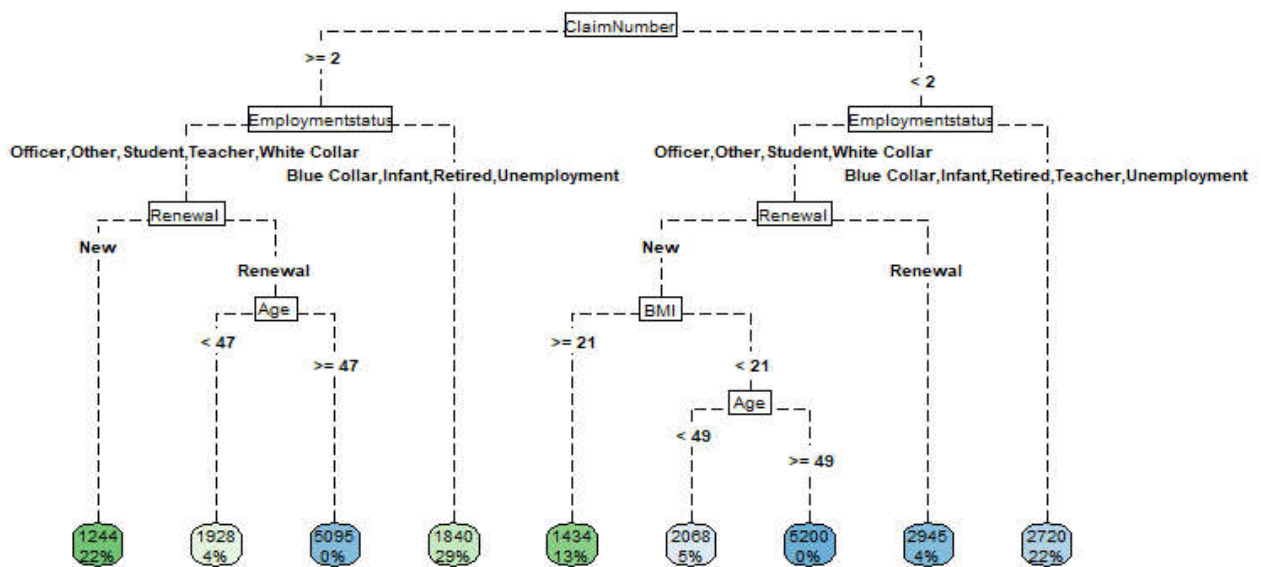 ClaimNumber
>= 2
< 2
Employmentstatus
Employmentstatus
Officer,Other,Student,Teacher,White Collar
Officer,Other,Student,White Collar
Blue Collar,Infant,Retired,Unemployment
Blue Collar,Infant,Retired,Teacher,Unemployment
Renewal
Renewal
New
New
Renewal
Renewal
Age
BMI
< 47
>= 21
>= 47
< 21
Age
< 49
>= 49
1244
22%
1928
4%
5095
0%
1840
29%
1434
13%
2068
5%
5200
0%
2945
4%
2720
22%